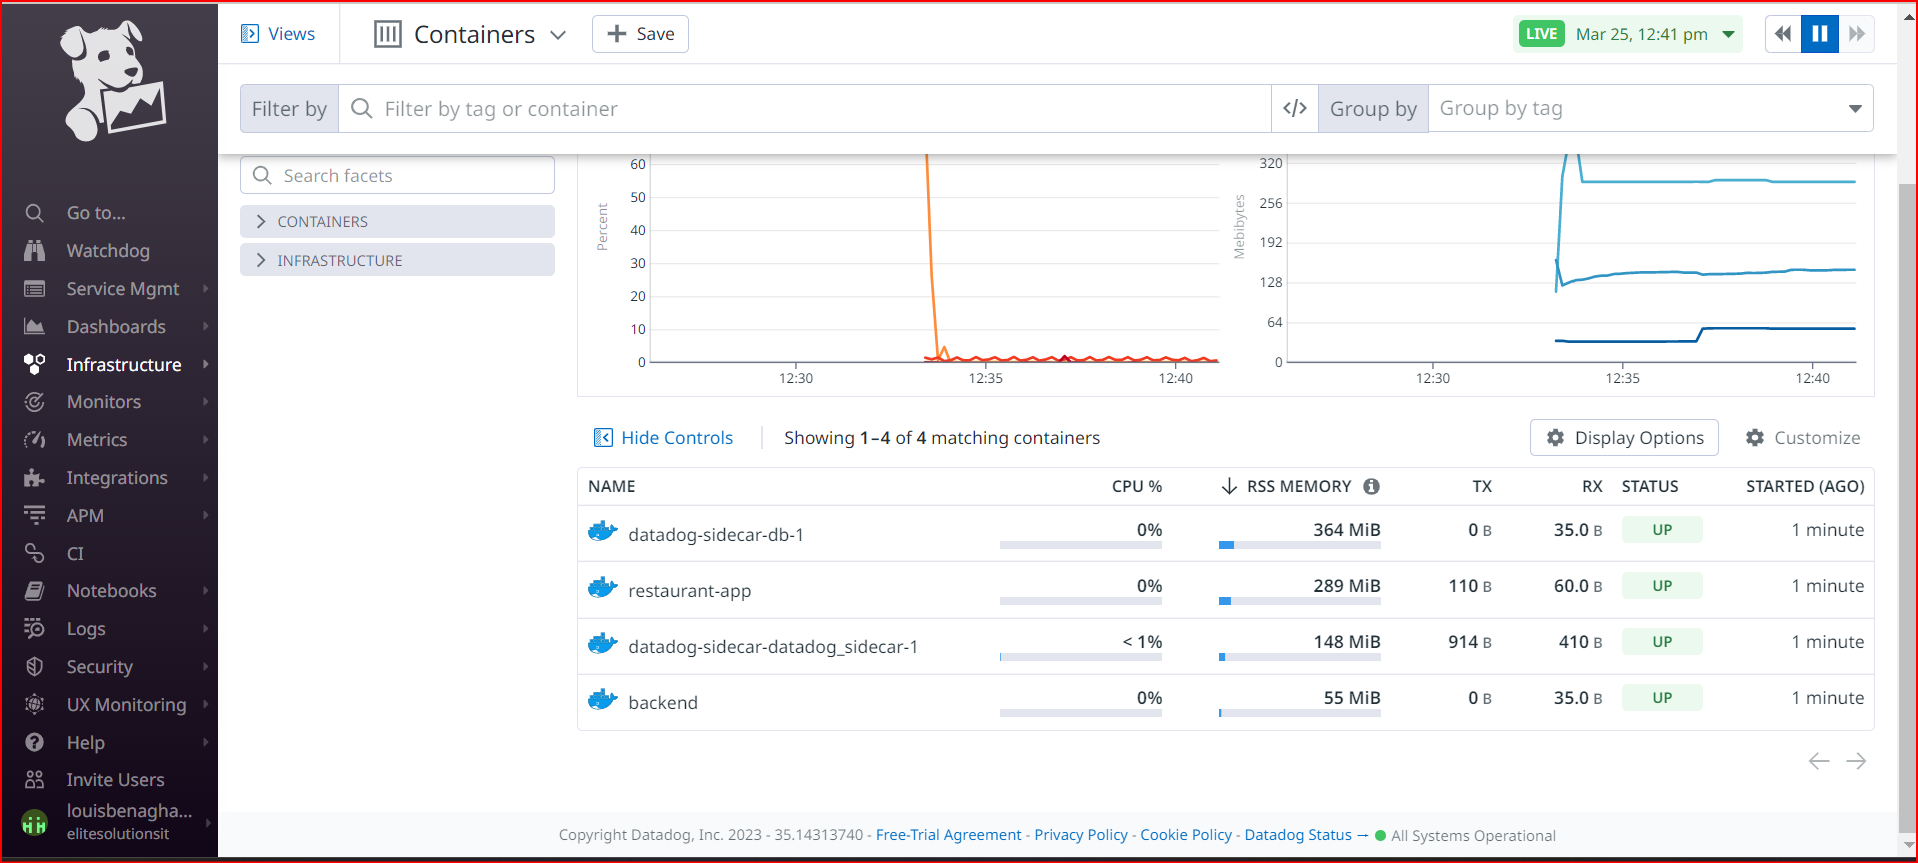 Views
Containers
Save
LIVE Mar 25, 12:41 pm
Filter by
Filter by tag or container
</>
Group by
Group by tag
Go to...
Watchdog
Service Mgmt
Dashboards
Infrastructure
Monitors
Metrics
Integrations
APM
CI
Notebooks
Logs
Security
UX Monitoring
Help
Invite Users
louisbenagha...
elitesolutionsit
Search facets
CONTAINERS
INFRASTRUCTURE
Percent
60
50
40
30
20
10
0
12:30 12:35 12:40
Mebibytes
320
256
192
128
64
0
12:30 12:35 12:40
Hide Controls
Showing 1–4 of 4 matching containers
Display Options
Customize
NAME CPU % RSS MEMORY TX RX STATUS STARTED (AGO)
datadog-sidecar-db-1 0% 364 MiB 0 B 35.0 B UP 1 minute
restaurant-app 0% 289 MiB 110 B 60.0 B UP 1 minute
datadog-sidecar-datadog_sidecar-1 < 1% 148 MiB 914 B 410 B UP 1 minute
backend 0% 55 MiB 0 B 35.0 B UP 1 minute
Copyright Datadog, Inc. 2023 - 35.14313740 - Free-Trial Agreement - Privacy Policy - Cookie Policy - Datadog Status → All Systems Operational